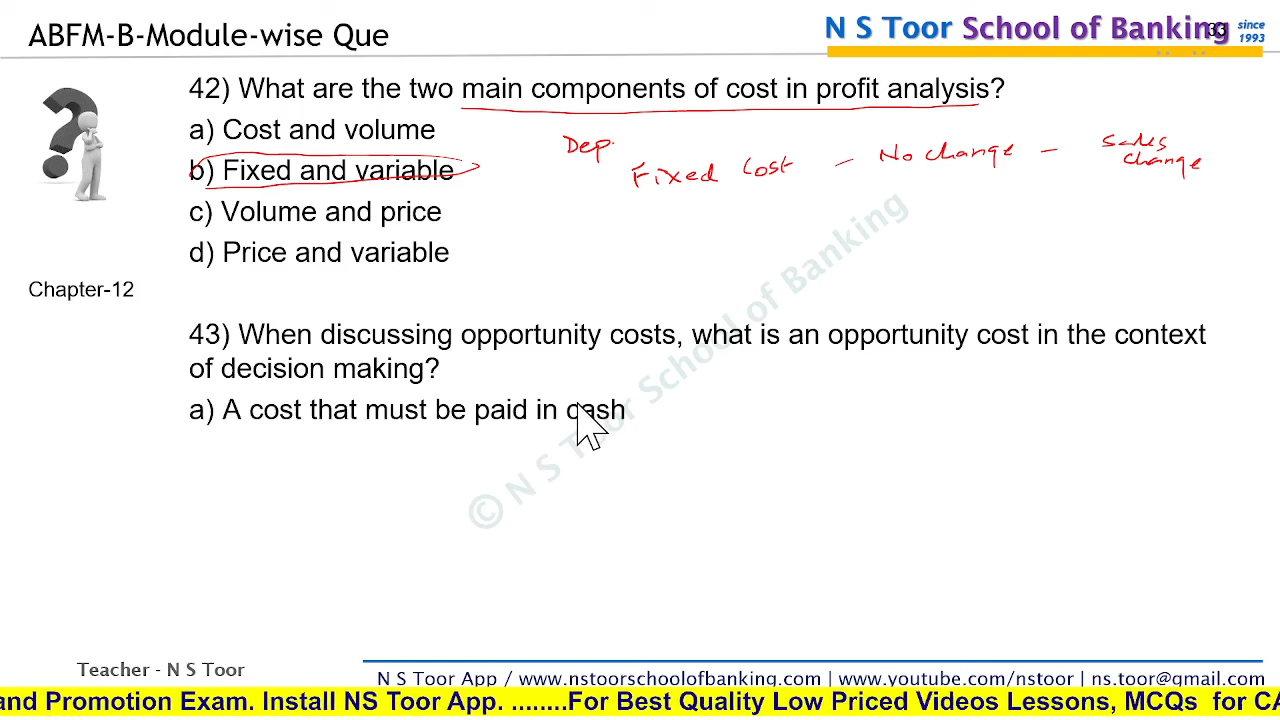 ABFM-B-Module-wise Que
N S Toor School of Banking
33
since
1993
42) What are the two main components of cost in profit analysis?
a) Cost and volume
b) Fixed and variable
c) Volume and price
d) Price and variable
Dep.
Fixed Cost – No change – Sales
change
Chapter-12
43) When discussing opportunity costs, what is an opportunity cost in the context
of decision making?
a) A cost that must be paid in cash
© N S Toor School of Banking
Teacher - N S Toor
N S Toor App / www.nstoorschoolofbanking.com | www.youtube.com/nstoor | ns.toor@gmail.com
and Promotion Exam. Install NS Toor App. ........For Best Quality Low Priced Videos Lessons, MCQs for CA